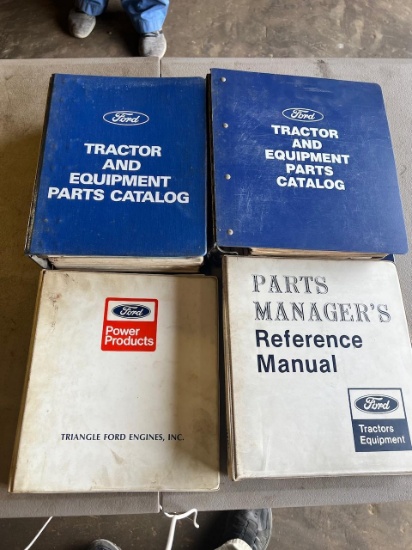 Ford
TRACTOR
AND
EQUIPMENT
PARTS CATALOG
Ford
TRACTOR
AND
EQUIPMENT
PARTS
CATALOG
Ford
Power
Products
TRIANGLE FORD ENGINES, INC.
PARTS
MANAGER'S
Reference
Manual
Ford
Tractors
Equipment